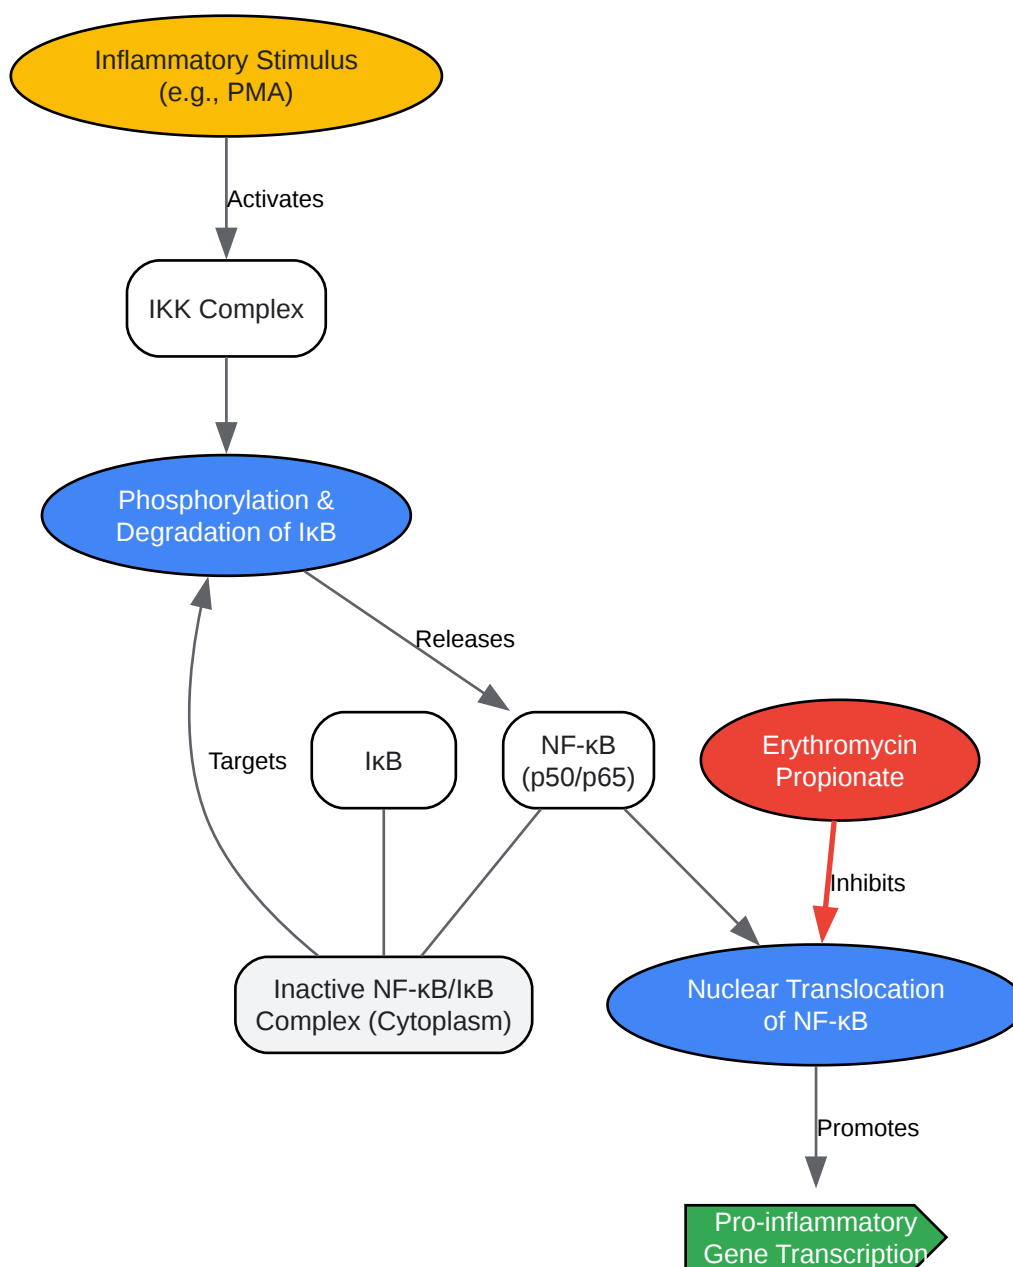 Inflammatory Stimulus
(e.g., PMA)
Activates
IKK Complex
Phosphorylation &
Degradation of IκB
Releases
Targets
IκB
NF-κB
(p50/p65)
Erythromycin
Propionate
Inhibits
Inactive NF-κB/IκB
Complex (Cytoplasm)
Nuclear Translocation
of NF-κB
Promotes
Pro-inflammatory
Gene Transcription